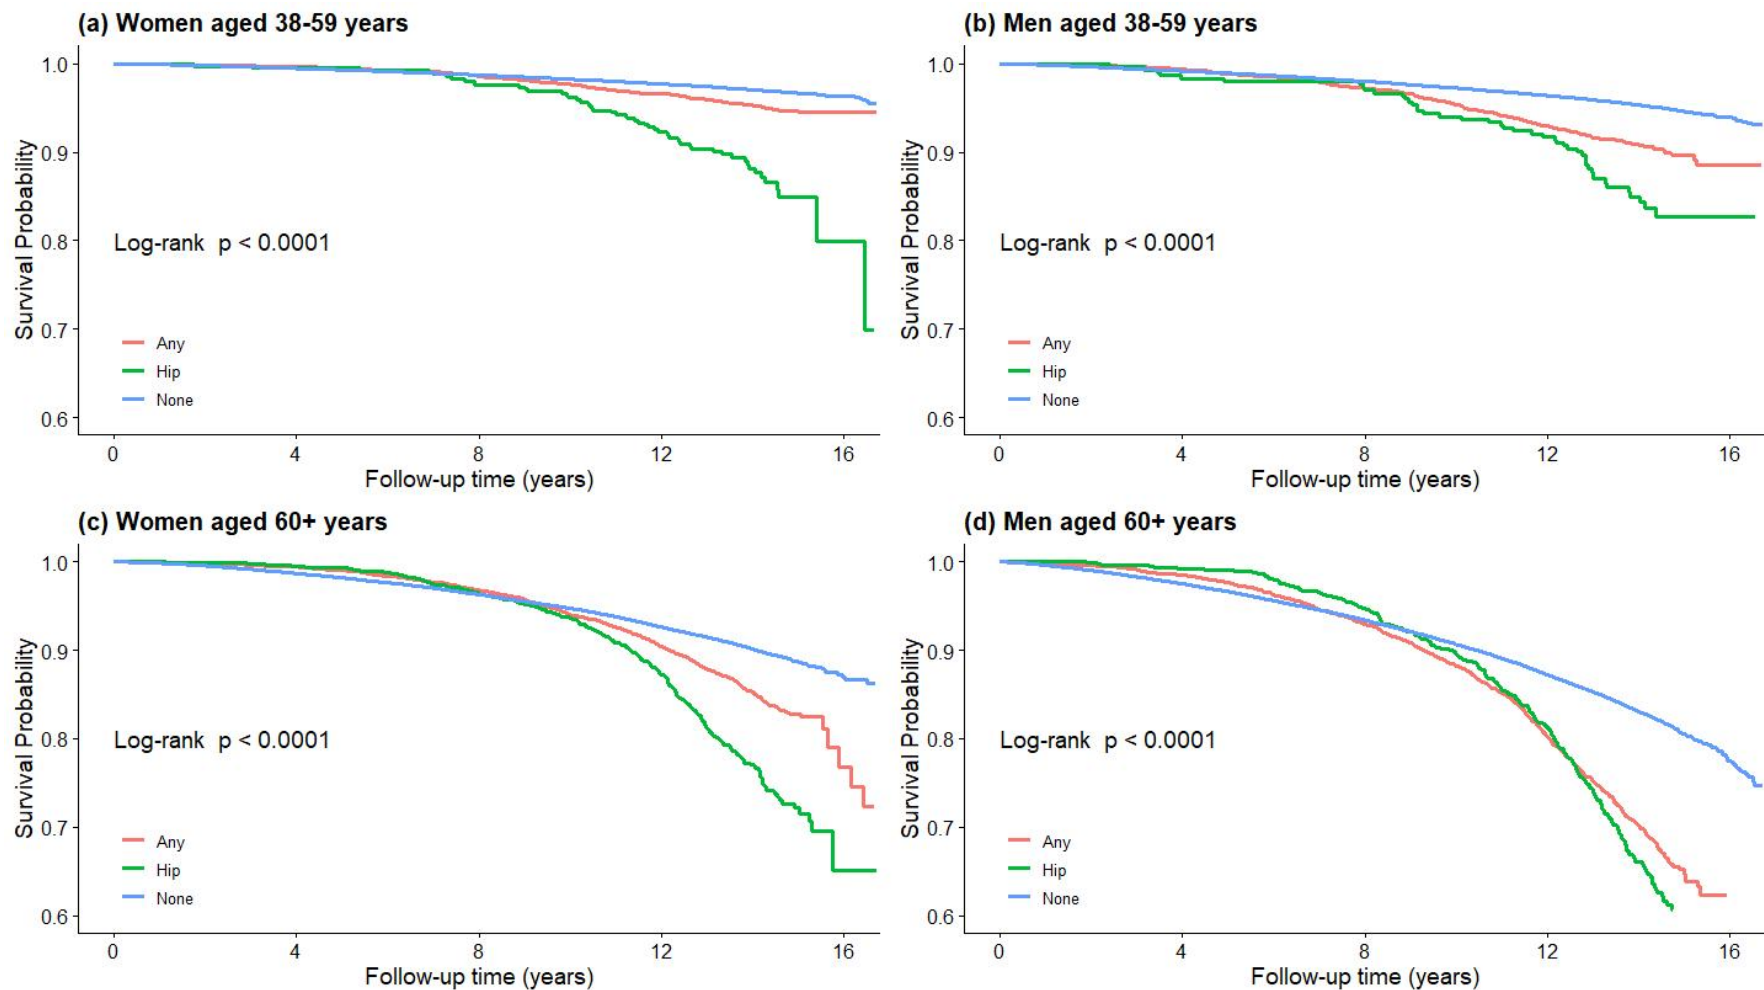 (a) Women aged 38-59 years
1.0
0.9
0.8
0.7
0.6
Survival Probability
Log-rank p < 0.0001
Any
Hip
None
0 4 8 12 16
Follow-up time (years)
(b) Men aged 38-59 years
1.0
0.9
0.8
0.7
0.6
Survival Probability
Log-rank p < 0.0001
Any
Hip
None
0 4 8 12 16
Follow-up time (years)
(c) Women aged 60+ years
1.0
0.9
0.8
0.7
0.6
Survival Probability
Log-rank p < 0.0001
Any
Hip
None
0 4 8 12 16
Follow-up time (years)
(d) Men aged 60+ years
1.0
0.9
0.8
0.7
0.6
Survival Probability
Log-rank p < 0.0001
Any
Hip
None
0 4 8 12 16
Follow-up time (years)